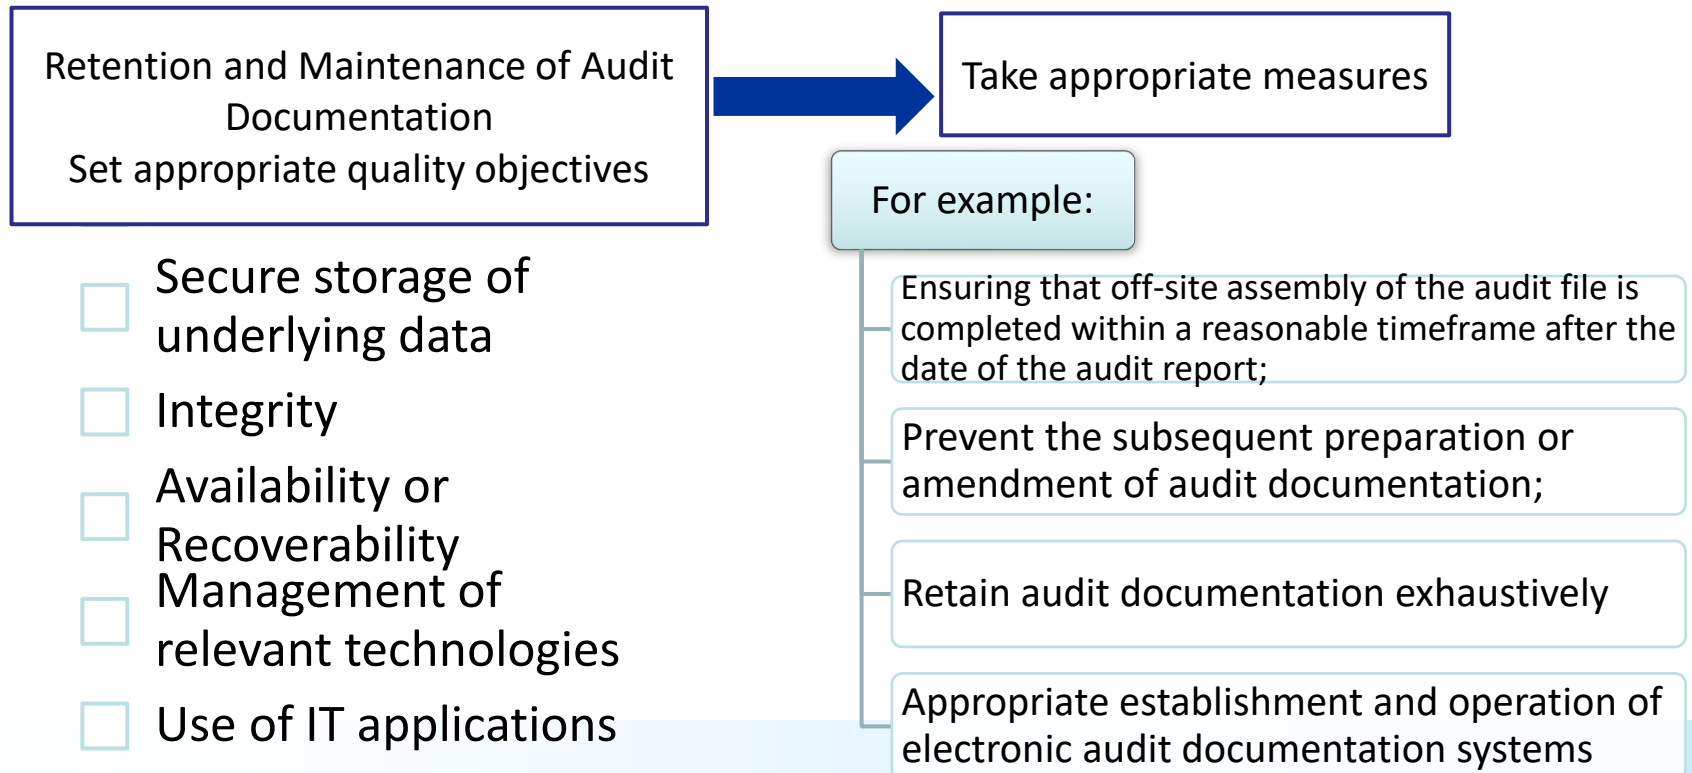 Retention and Maintenance of Audit
Documentation
Set appropriate quality objectives
Take appropriate measures
For example:
Secure storage of
underlying data
Integrity
Availability or
Recoverability
Management of
relevant technologies
Use of IT applications
Ensuring that off-site assembly of the audit file is
completed within a reasonable timeframe after the
date of the audit report;
Prevent the subsequent preparation or
amendment of audit documentation;
Retain audit documentation exhaustively
Appropriate establishment and operation of
electronic audit documentation systems